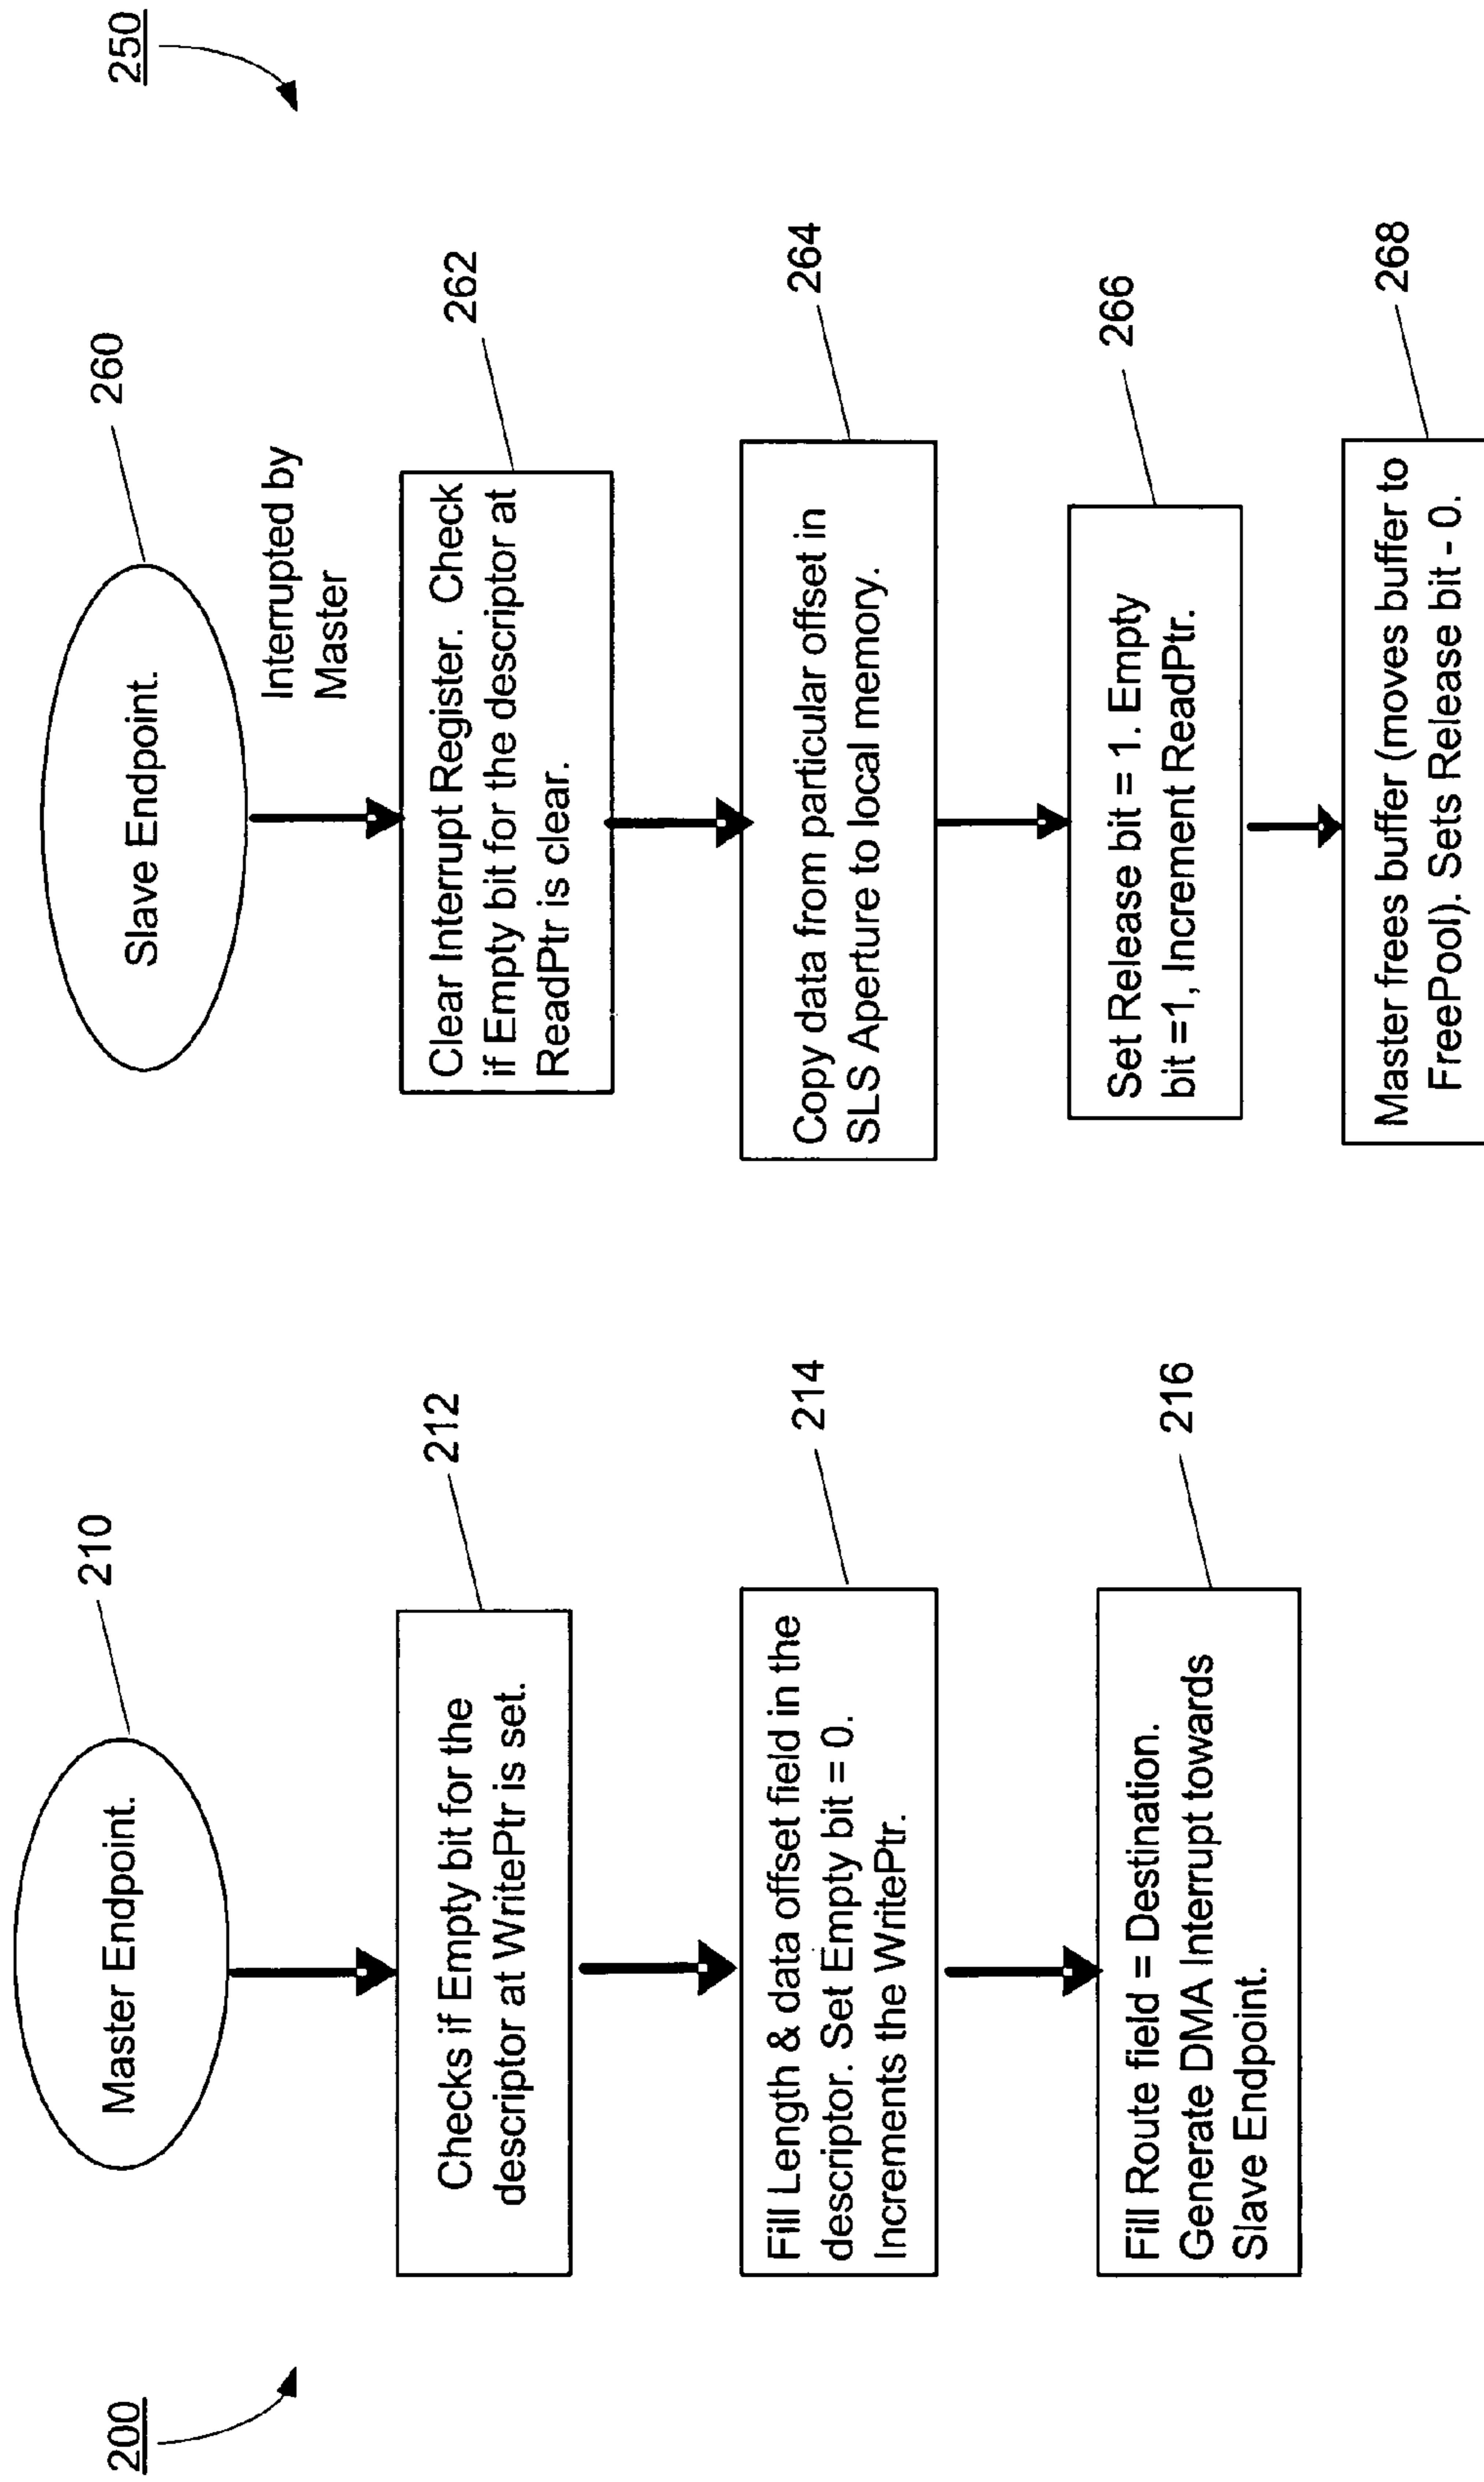 200
210
Master Endpoint.
212
Checks if Empty bit for the
descriptor at WritePtr is set.
214
Fill Length & data offset field in the
descriptor. Set Empty bit = 0.
Increments the WritePtr.
216
Fill Route field = Destination.
Generate DMA Interrupt towards
Slave Endpoint.
250
260
Slave Endpoint.
Interrupted by
Master
262
Clear Interrupt Register. Check
if Empty bit for the descriptor at
ReadPtr is clear.
264
Copy data from particular offset in
SLS Aperture to local memory.
266
Set Release bit = 1. Empty
bit =1, Increment ReadPtr.
268
Master frees buffer (moves buffer to
FreePool). Sets Release bit - 0.